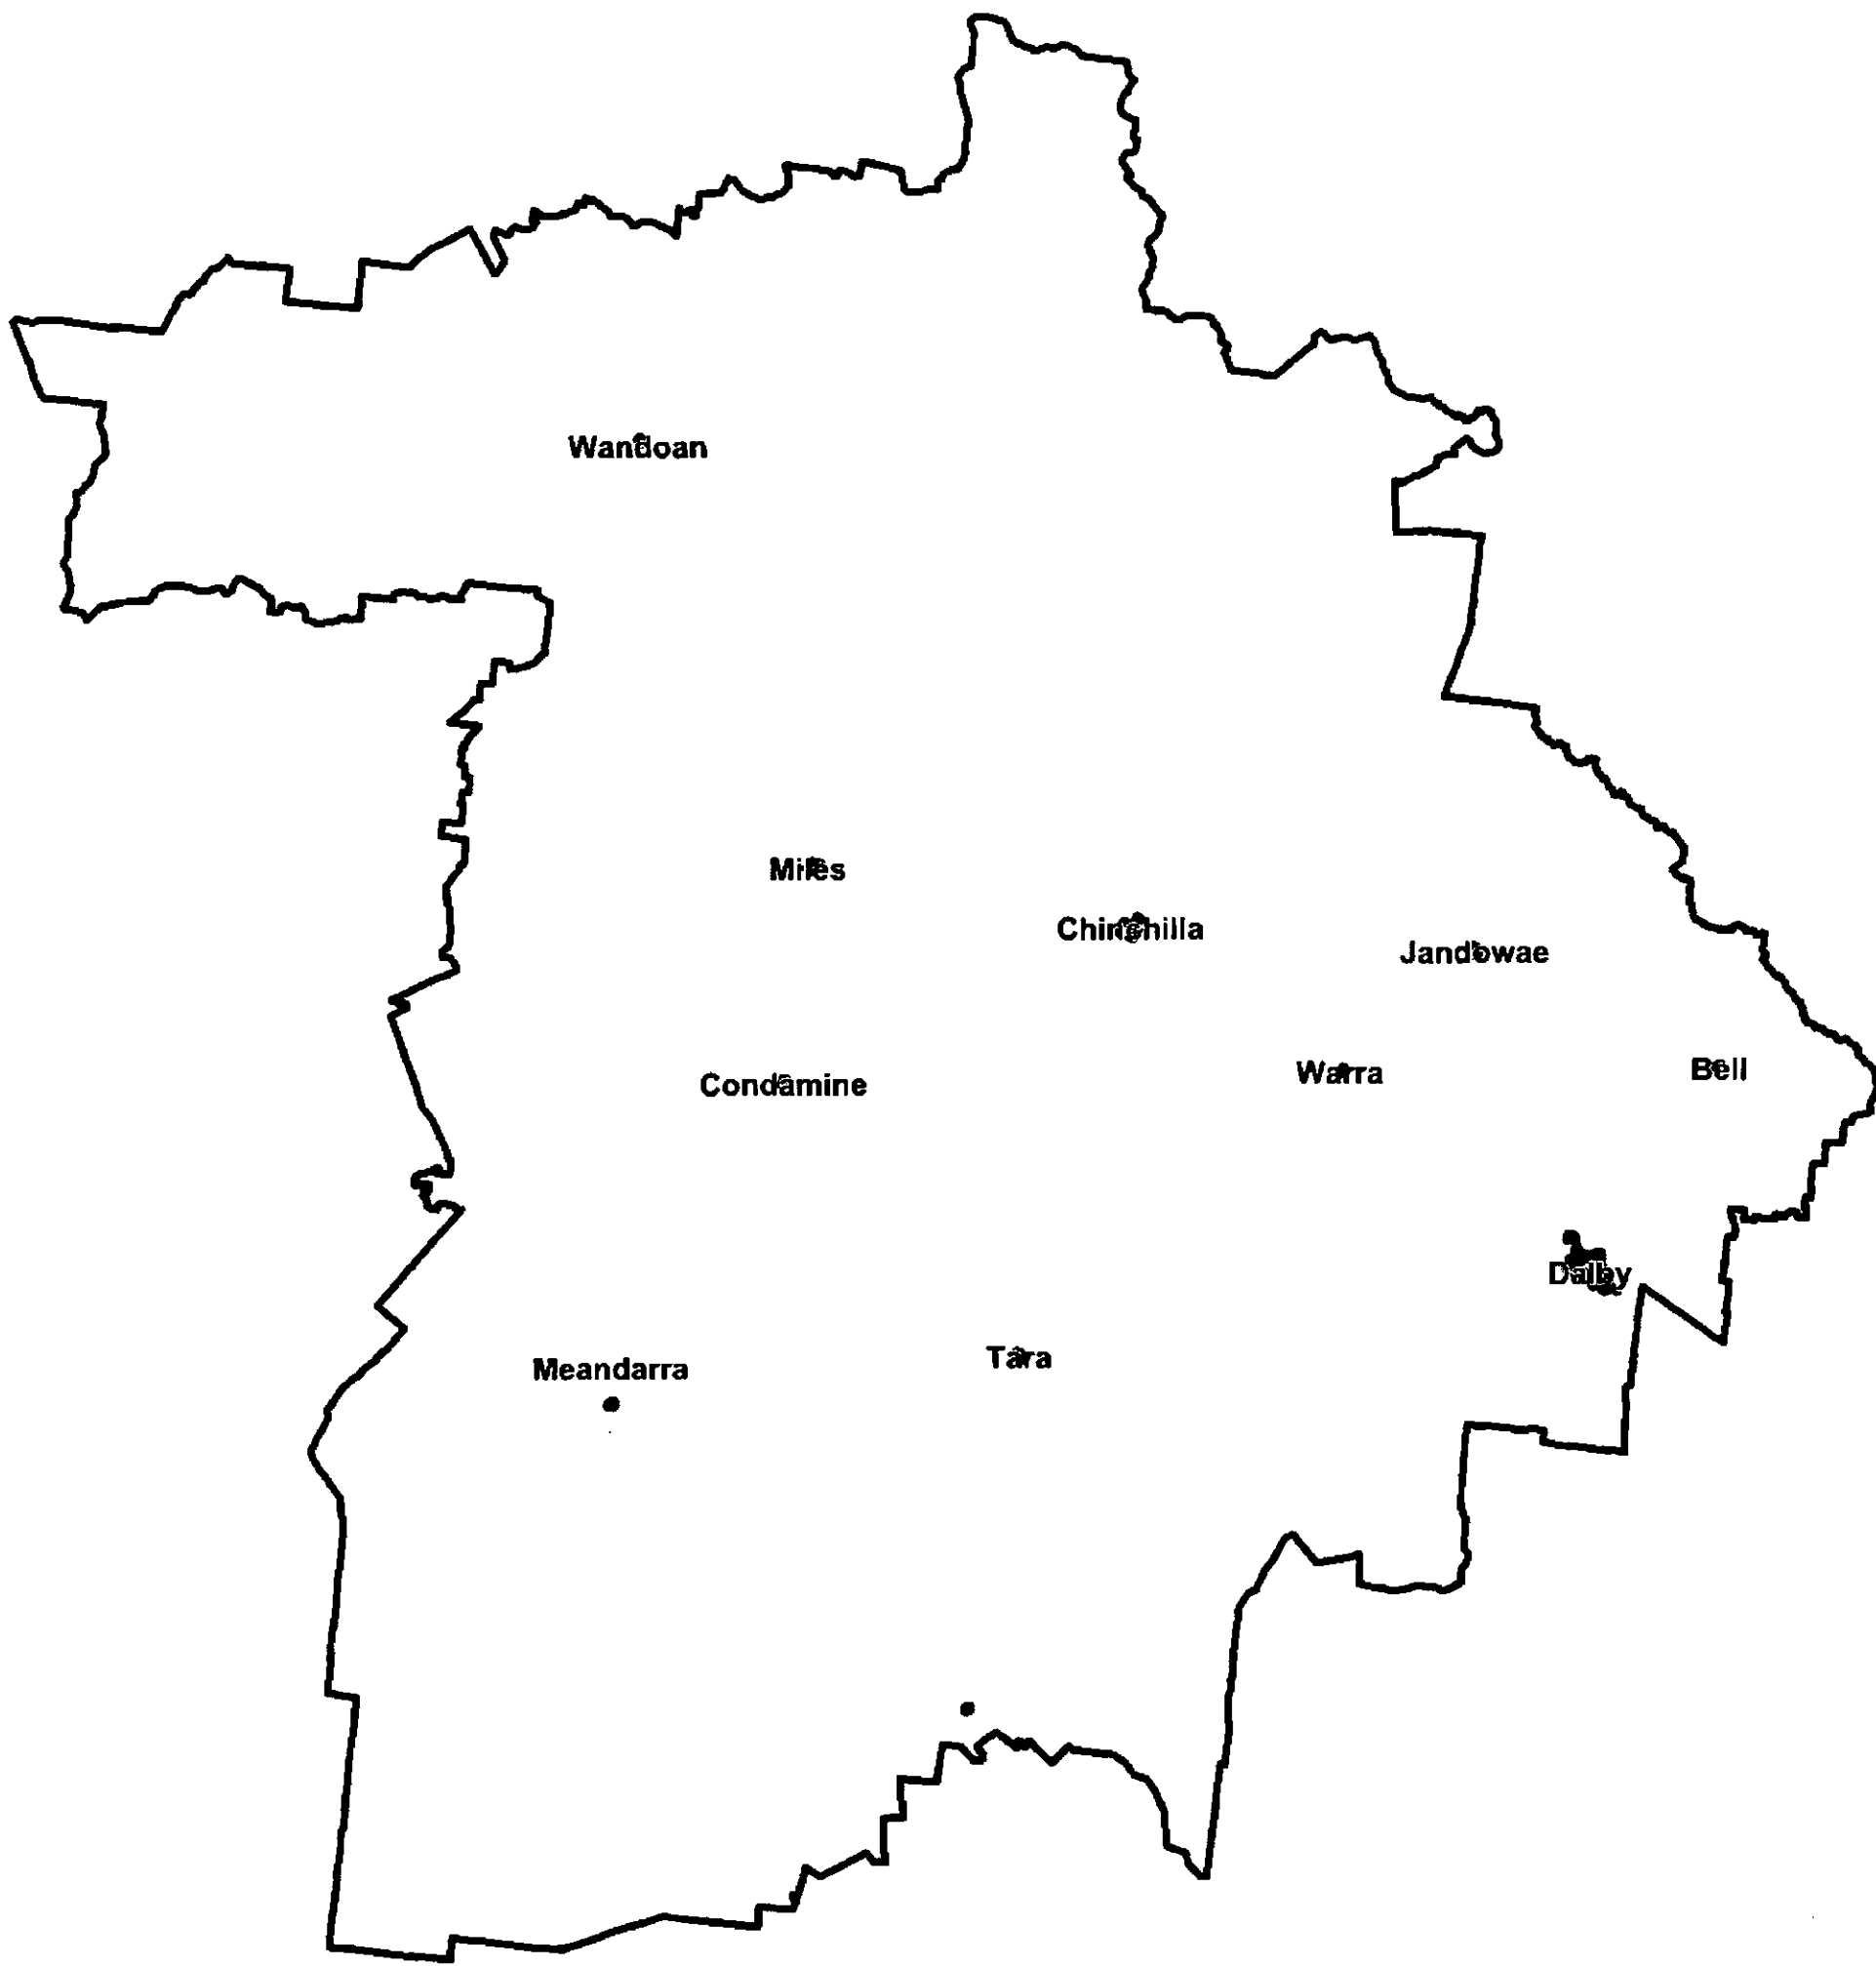 Wandoan
Miles
Chinchilla
Jandowae
Condamine
Warra
Bell
Dalby
Meandarra
Tara